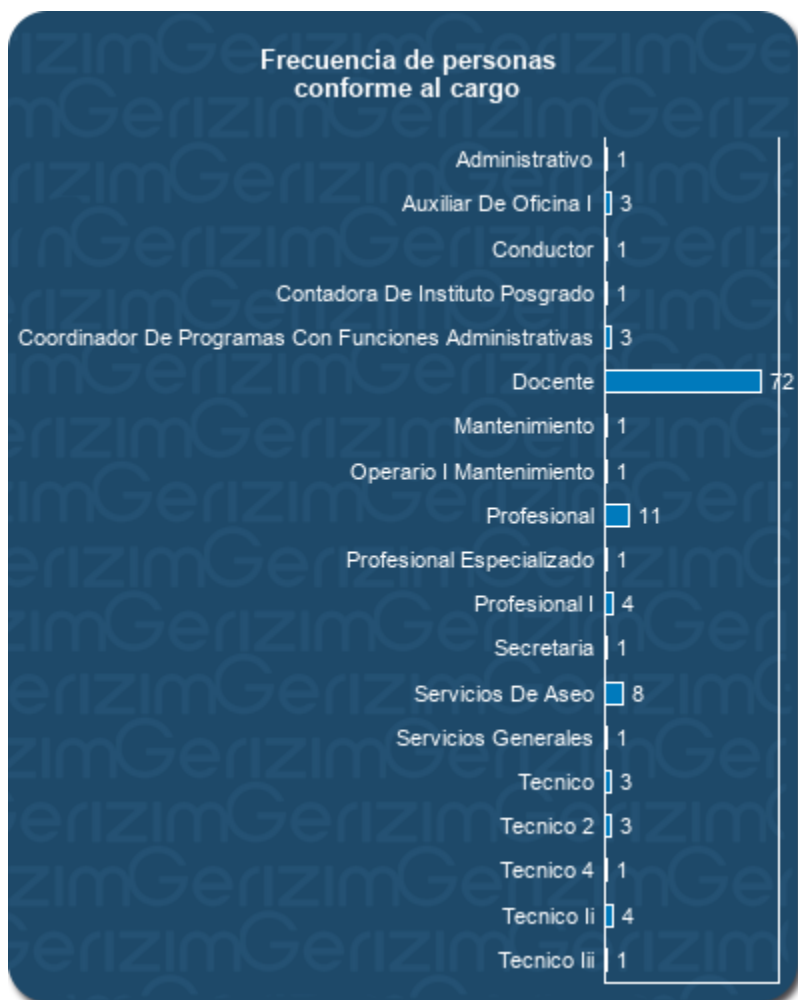 Frecuencia de personas
conforme al cargo
Administrativo 1
Auxiliar De Oficina I 3
Conductor 1
Contadora De Instituto Posgrado 1
Coordinador De Programas Con Funciones Administrativas 3
Docente 72
Mantenimiento 1
Operario I Mantenimiento 1
Profesional 11
Profesional Especializado 1
Profesional I 4
Secretaria 1
Servicios De Aseo 8
Servicios Generales 1
Tecnico 3
Tecnico 2 3
Tecnico 4 1
Tecnico Ii 4
Tecnico Iii 1